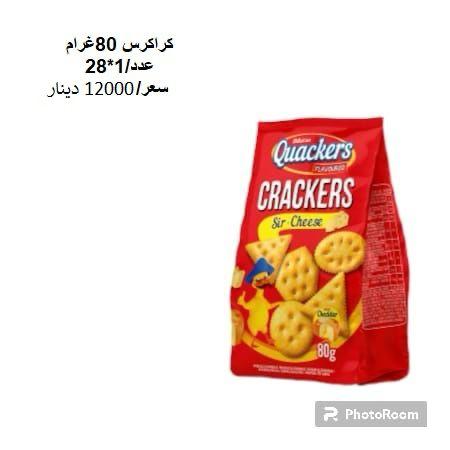 كراكرس 80غرام
عدد/1*28
سعر/12000 دينار
Quackers
FLAVOURED
CRACKERS
Sir · Cheese
Cheddar
80g
PhotoRoom